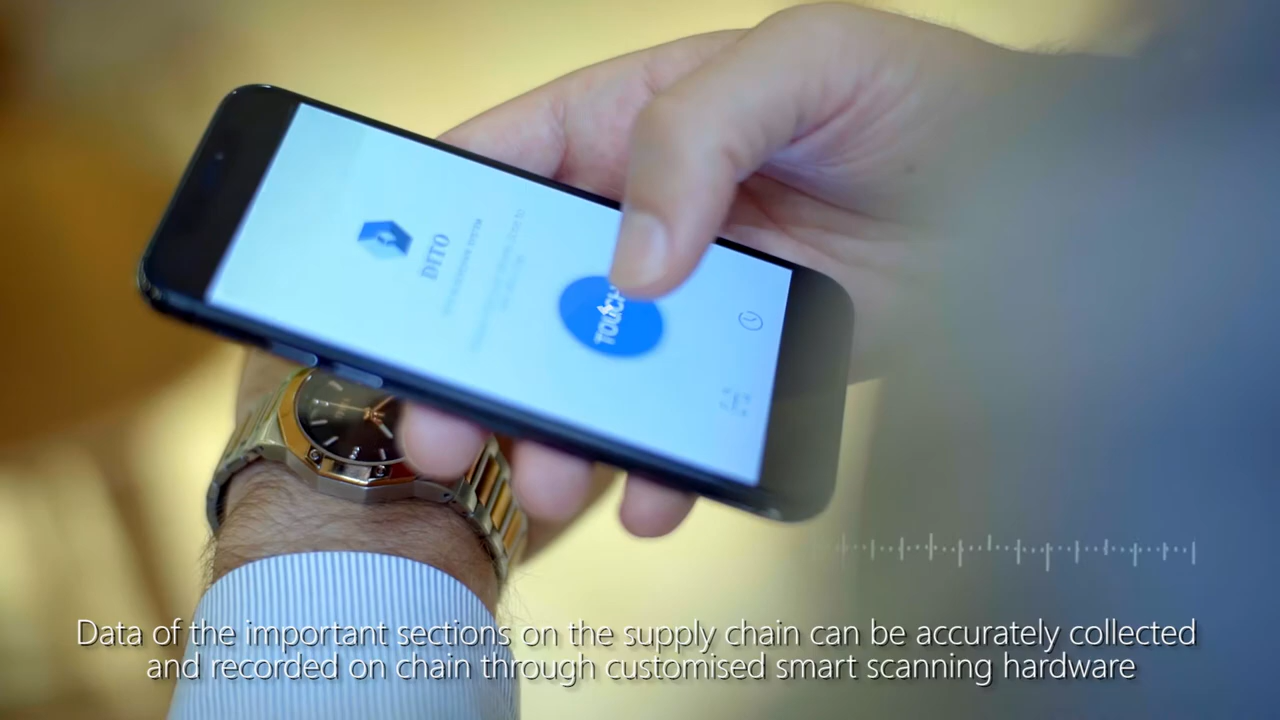 DITO
TOUCH
Data of the important sections on the supply chain can be accurately collected
and recorded on chain through customised smart scanning hardware